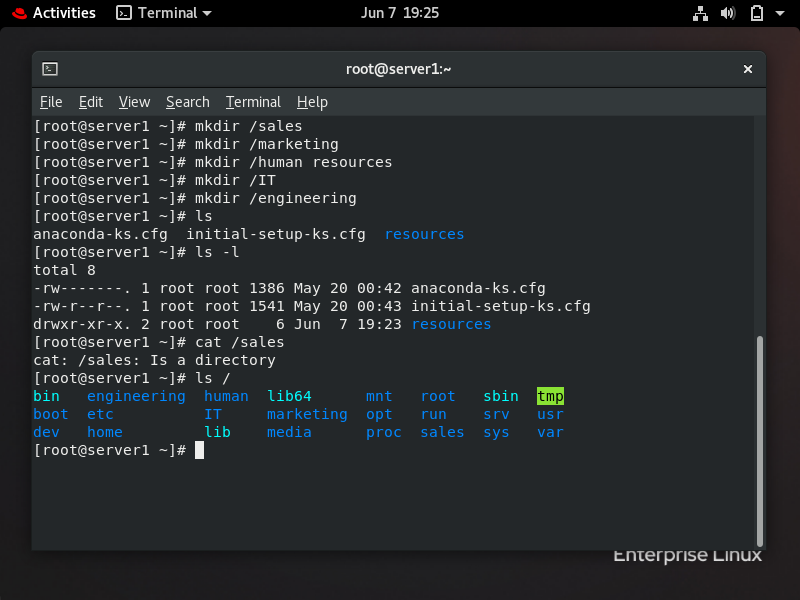 Activities Terminal Jun 7 19:25
root@server1:~
File Edit View Search Terminal Help
[root@server1 ~]# mkdir /sales
[root@server1 ~]# mkdir /marketing
[root@server1 ~]# mkdir /human resources
[root@server1 ~]# mkdir /IT
[root@server1 ~]# mkdir /engineering
[root@server1 ~]# ls
anaconda-ks.cfg  initial-setup-ks.cfg  resources
[root@server1 ~]# ls -l
total 8
-rw-------. 1 root root 1386 May 20 00:42 anaconda-ks.cfg
-rw-r--r--. 1 root root 1541 May 20 00:43 initial-setup-ks.cfg
drwxr-xr-x. 2 root root    6 Jun  7 19:23 resources
[root@server1 ~]# cat /sales
cat: /sales: Is a directory
[root@server1 ~]# ls /
bin   engineering  human  lib64      mnt   root   sbin  tmp
boot  etc          IT     marketing  opt   run    srv   usr
dev   home         lib    media      proc  sales  sys   var
[root@server1 ~]#
Enterprise Linux